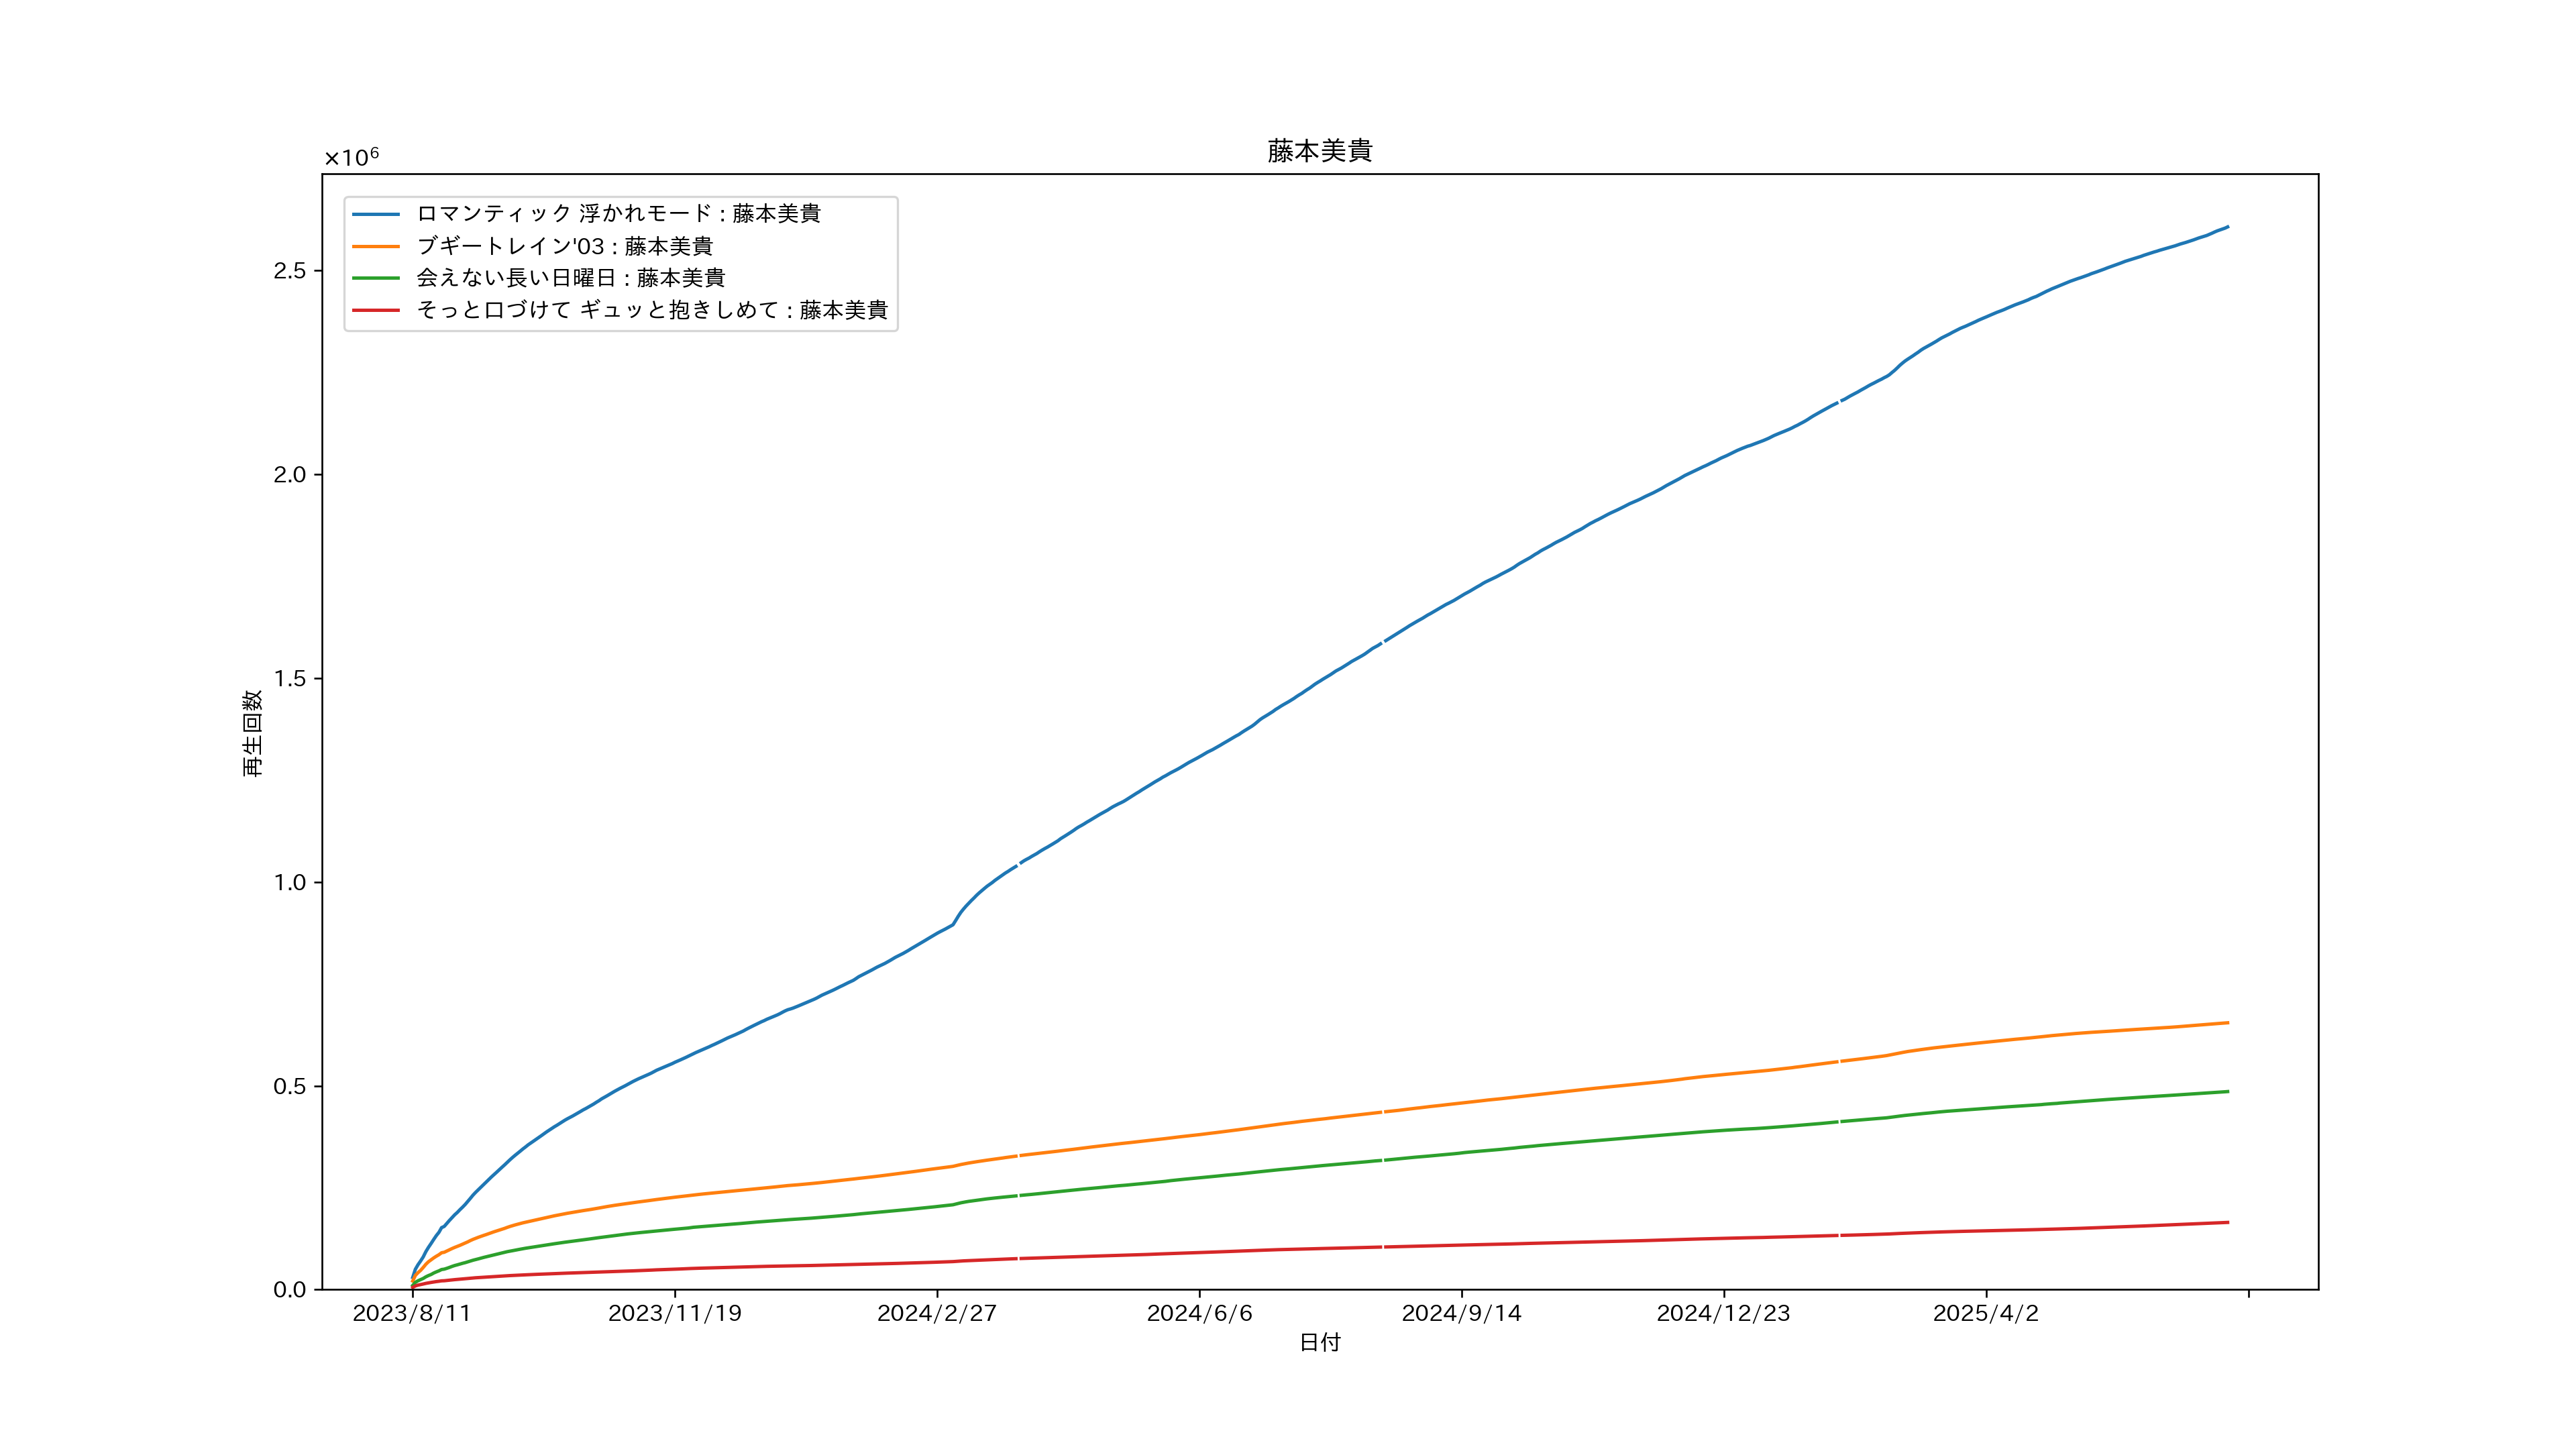 藤本美貴
×10⁶
ロマンティック 浮かれモード : 藤本美貴
ブギートレイン'03 : 藤本美貴
会えない長い日曜日 : 藤本美貴
そっと口づけて ギュッと抱きしめて : 藤本美貴
2.5
2.0
1.5
1.0
0.5
0.0
再生回数
2023/8/11 2023/11/19 2024/2/27 2024/6/6 2024/9/14 2024/12/23 2025/4/2
日付